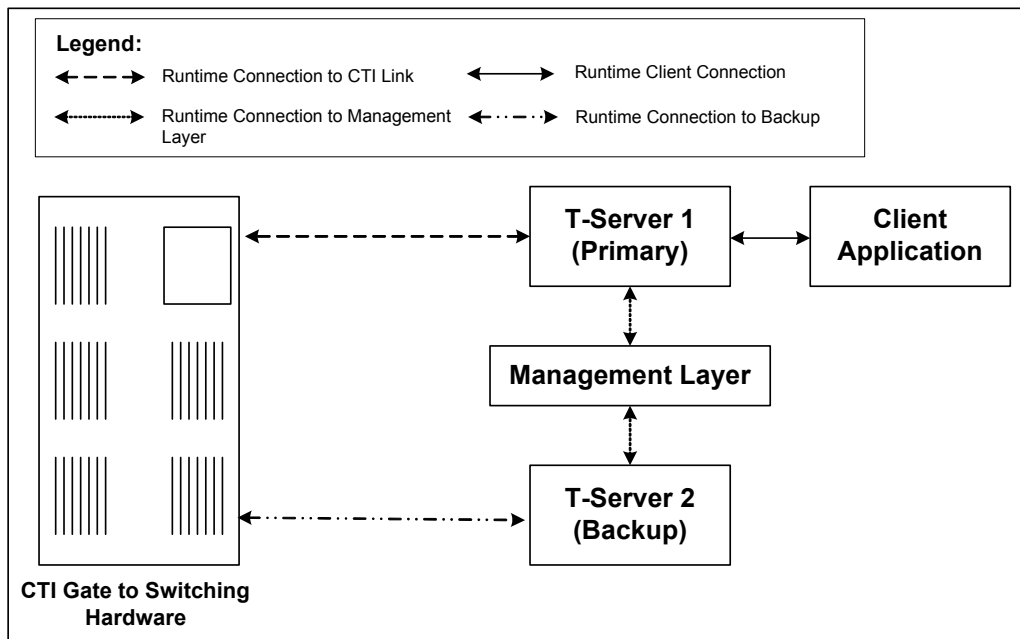 Legend:
Runtime Connection to CTI Link
Runtime Client Connection
Runtime Connection to Management
Layer
Runtime Connection to Backup
T-Server 1
(Primary)
Client
Application
Management Layer
T-Server 2
(Backup)
CTI Gate to Switching
Hardware